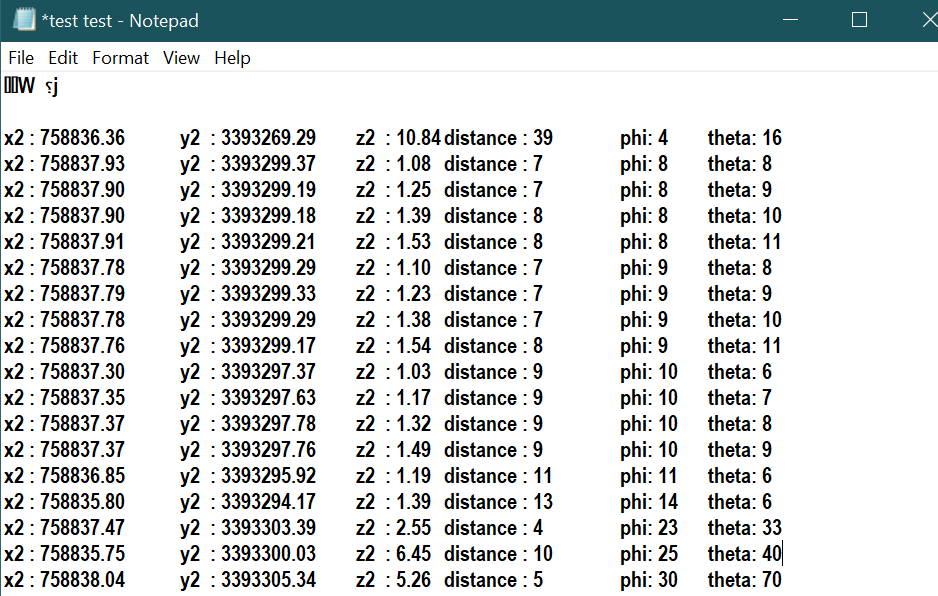 *test test - Notepad
File Edit Format View Help
W ؟j
x2 : 758836.36 y2 : 3393269.29 z2 : 10.84 distance : 39 phi: 4 theta: 16
x2 : 758837.93 y2 : 3393299.37 z2 : 1.08 distance : 7 phi: 8 theta: 8
x2 : 758837.90 y2 : 3393299.19 z2 : 1.25 distance : 7 phi: 8 theta: 9
x2 : 758837.90 y2 : 3393299.18 z2 : 1.39 distance : 8 phi: 8 theta: 10
x2 : 758837.91 y2 : 3393299.21 z2 : 1.53 distance : 8 phi: 8 theta: 11
x2 : 758837.78 y2 : 3393299.29 z2 : 1.10 distance : 7 phi: 9 theta: 8
x2 : 758837.79 y2 : 3393299.33 z2 : 1.23 distance : 7 phi: 9 theta: 9
x2 : 758837.78 y2 : 3393299.29 z2 : 1.38 distance : 7 phi: 9 theta: 10
x2 : 758837.76 y2 : 3393299.17 z2 : 1.54 distance : 8 phi: 9 theta: 11
x2 : 758837.30 y2 : 3393297.37 z2 : 1.03 distance : 9 phi: 10 theta: 6
x2 : 758837.35 y2 : 3393297.63 z2 : 1.17 distance : 9 phi: 10 theta: 7
x2 : 758837.37 y2 : 3393297.78 z2 : 1.32 distance : 9 phi: 10 theta: 8
x2 : 758837.37 y2 : 3393297.76 z2 : 1.49 distance : 9 phi: 10 theta: 9
x2 : 758836.85 y2 : 3393295.92 z2 : 1.19 distance : 11 phi: 11 theta: 6
x2 : 758835.80 y2 : 3393294.17 z2 : 1.39 distance : 13 phi: 14 theta: 6
x2 : 758837.47 y2 : 3393303.39 z2 : 2.55 distance : 4 phi: 23 theta: 33
x2 : 758835.75 y2 : 3393300.03 z2 : 6.45 distance : 10 phi: 25 theta: 40
x2 : 758838.04 y2 : 3393305.34 z2 : 5.26 distance : 5 phi: 30 theta: 70